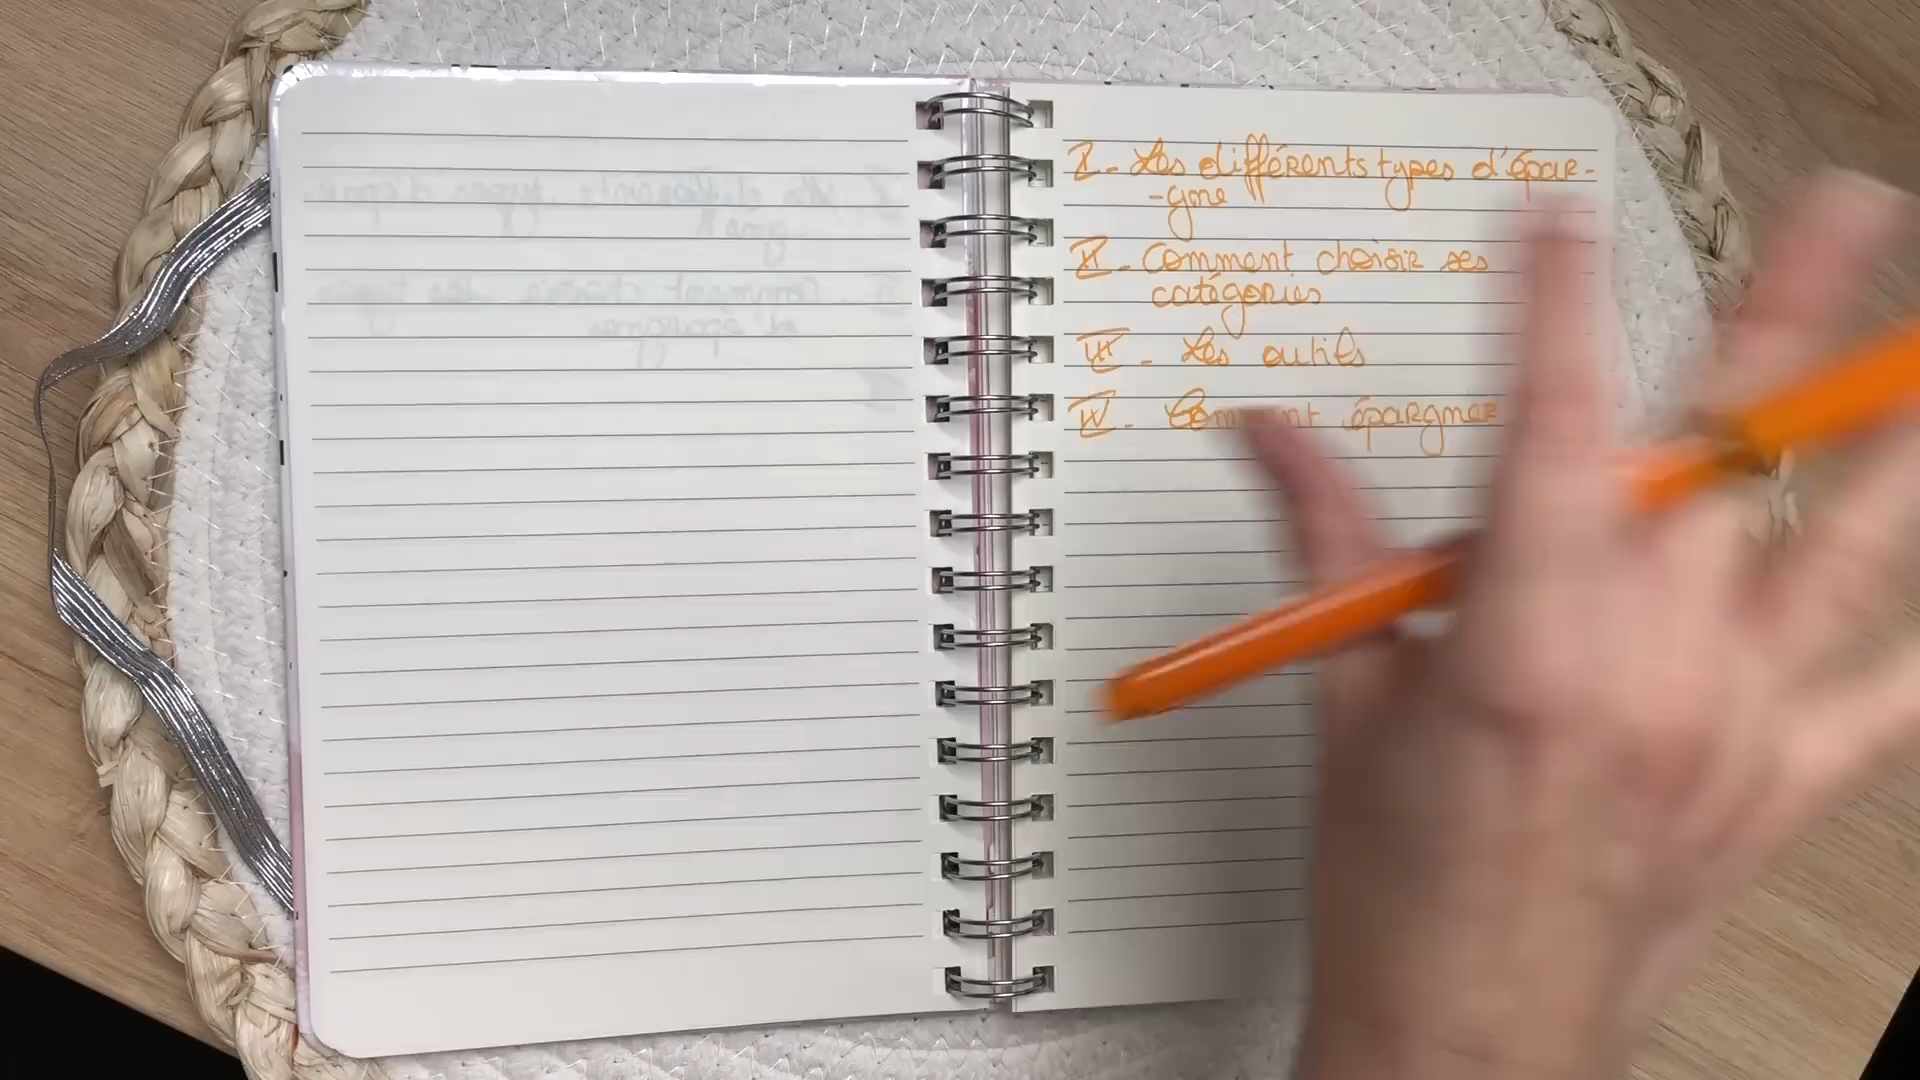 I - Les différents types d'épar-
-gne
II - Comment choisir ses
catégories
III - Les outils
IV - Comment épargner